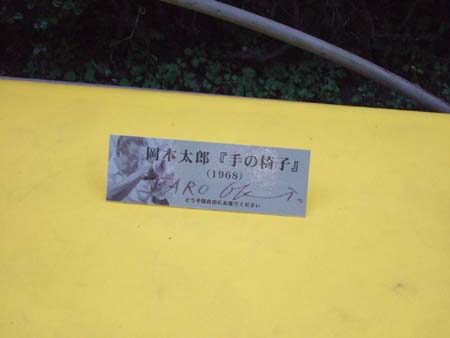 岡本太郎『手の椅子』
(1968)
TARO
どうぞ御自由にお座りください